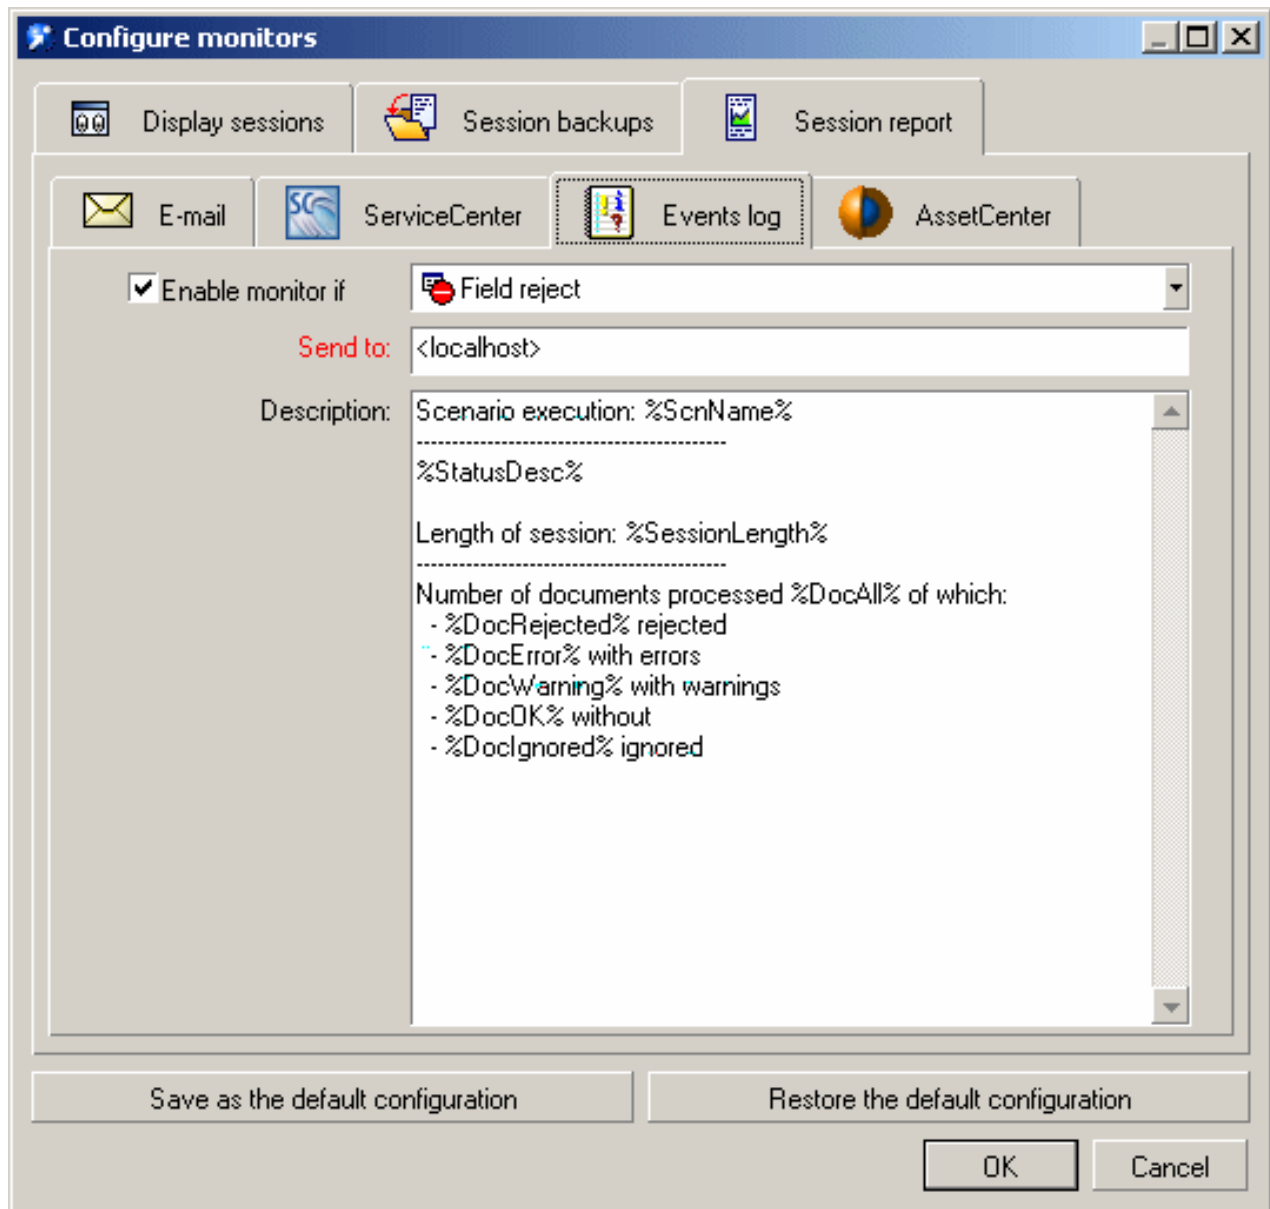 Configure monitors
Display sessions Session backups Session report
E-mail SC ServiceCenter Events log AssetCenter
Enable monitor if Field reject
Send to: <localhost>
Description: Scenario execution: %ScnName%
--------------------------------------------
%StatusDesc%
Length of session: %SessionLength%
--------------------------------------------
Number of documents processed %DocAll% of which:
- %DocRejected% rejected
- %DocError% with errors
- %DocWarning% with warnings
- %DocOK% without
- %DocIgnored% ignored
Save as the default configuration Restore the default configuration
OK Cancel